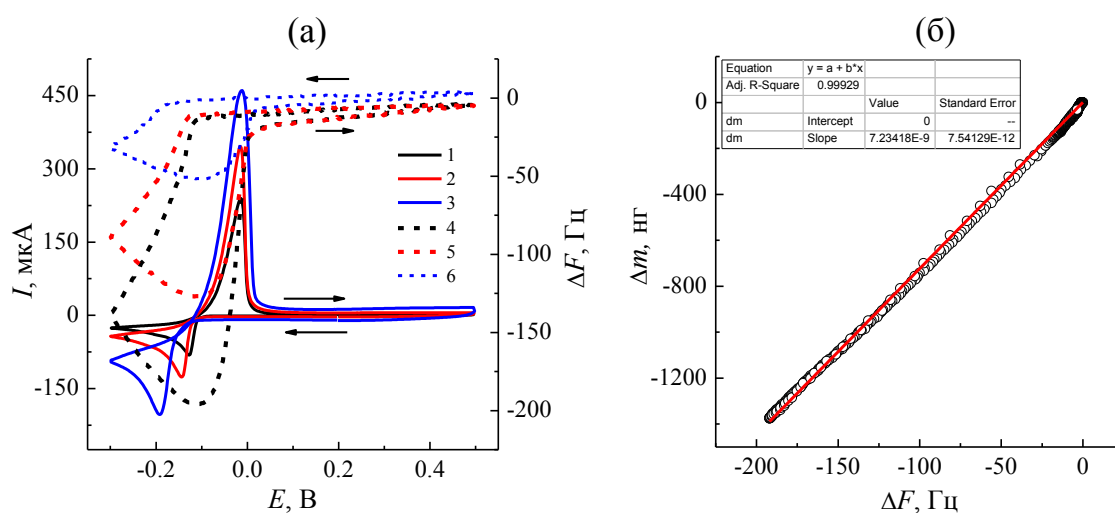 (а)
450
300
150
0
-150
I, мкА
1
2
3
4
5
6
0
-50
-100
-150
-200
ΔF, Гц
-0.2
0.0
0.2
0.4
E, В
(б)
Equation y = a + b*x
Adj. R-Square 0.99929
Value Standard Error
dm Intercept 0 --
dm Slope 7.23418E-9 7.54129E-12
0
-400
-800
-1200
Δm, нг
-200
-150
-100
-50
0
ΔF, Гц